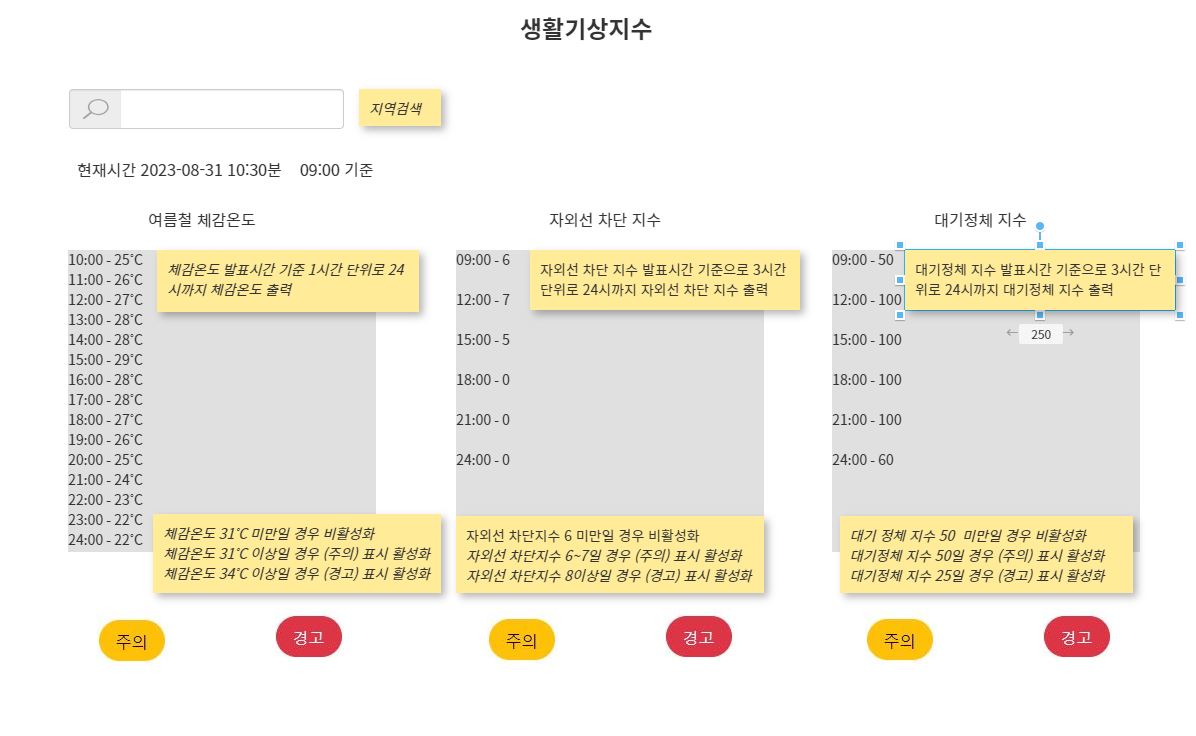 생활기상지수
지역검색
현재시간 2023-08-31 10:30분 09:00 기준
여름철 체감온도
10:00 - 25℃
11:00 - 26℃
12:00 - 27℃
13:00 - 28℃
14:00 - 28℃
15:00 - 29℃
16:00 - 28℃
17:00 - 28℃
18:00 - 27℃
19:00 - 26℃
20:00 - 25℃
21:00 - 24℃
22:00 - 23℃
23:00 - 22℃
24:00 - 22℃
체감온도 발표시간 기준 1시간 단위로 24
시까지 체감온도 출력
체감온도 31℃ 미만일 경우 비활성화
체감온도 31℃ 이상일 경우 (주의) 표시 활성화
체감온도 34℃ 이상일 경우 (경고) 표시 활성화
주의
경고
자외선 차단 지수
09:00 - 6
12:00 - 7
15:00 - 5
18:00 - 0
21:00 - 0
24:00 - 0
자외선 차단 지수 발표시간 기준으로 3시간
단위로 24시까지 자외선 차단 지수 출력
자외선 차단지수 6 미만일 경우 비활성화
자외선 차단지수 6~7일 경우 (주의) 표시 활성화
자외선 차단지수 8이상일 경우 (경고) 표시 활성화
주의
경고
대기정체 지수
09:00 - 50
12:00 - 100
15:00 - 100
18:00 - 100
21:00 - 100
24:00 - 60
대기정체 지수 발표시간 기준으로 3시간 단
위로 24시까지 대기정체 지수 출력
250
대기 정체 지수 50 미만일 경우 비활성화
대기정체 지수 50일 경우 (주의) 표시 활성화
대기정체 지수 25일 경우 (경고) 표시 활성화
주의
경고